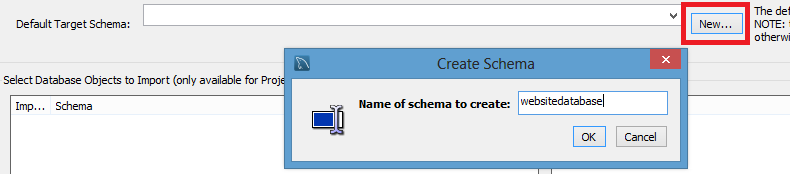 Default Target Schema:
New...
The def
NOTE: t
otherwi
Create Schema
Select Database Objects to Import (only available for Proje
Imp... Schema
Name of schema to create: websitedatabase
OK Cancel